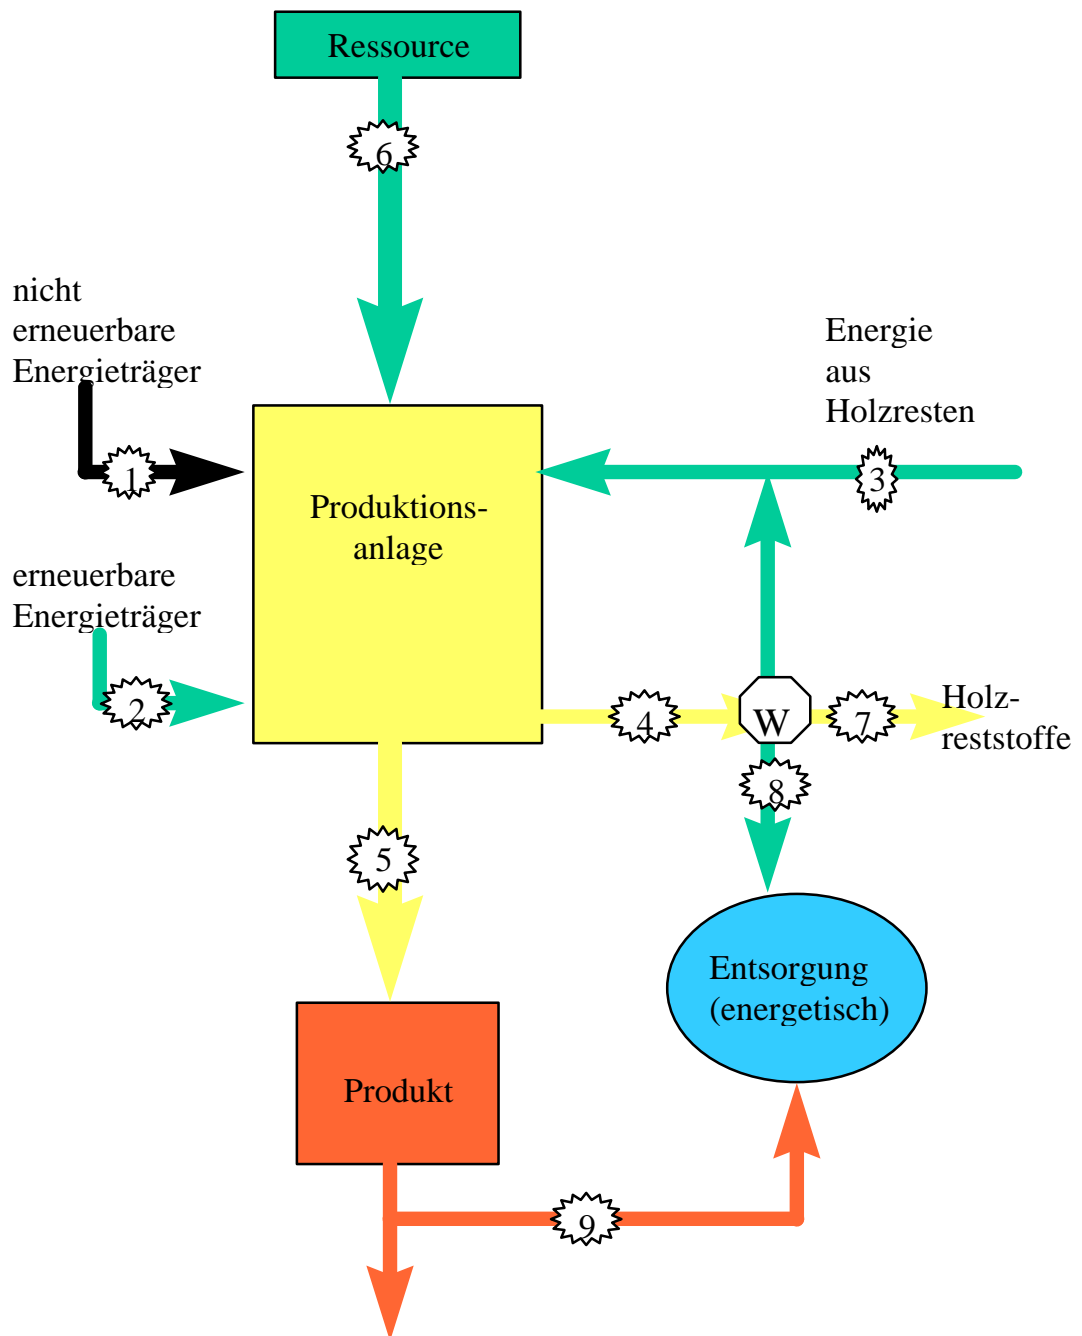 Ressource
6
nicht
erneuerbare
Energieträger
Energie
aus
Holzresten
1
3
Produktions-
anlage
erneuerbare
Energieträger
2
4
W
7
Holz-
reststoffe
8
5
Entsorgung
(energetisch)
Produkt
9